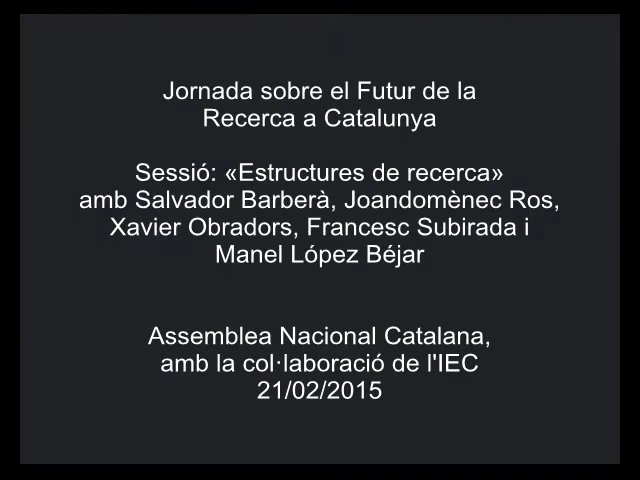 Jornada sobre el Futur de la
Recerca a Catalunya
Sessió: «Estructures de recerca»
amb Salvador Barberà, Joandomènec Ros,
Xavier Obradors, Francesc Subirada i
Manel López Béjar
Assemblea Nacional Catalana,
amb la col·laboració de l'IEC
21/02/2015